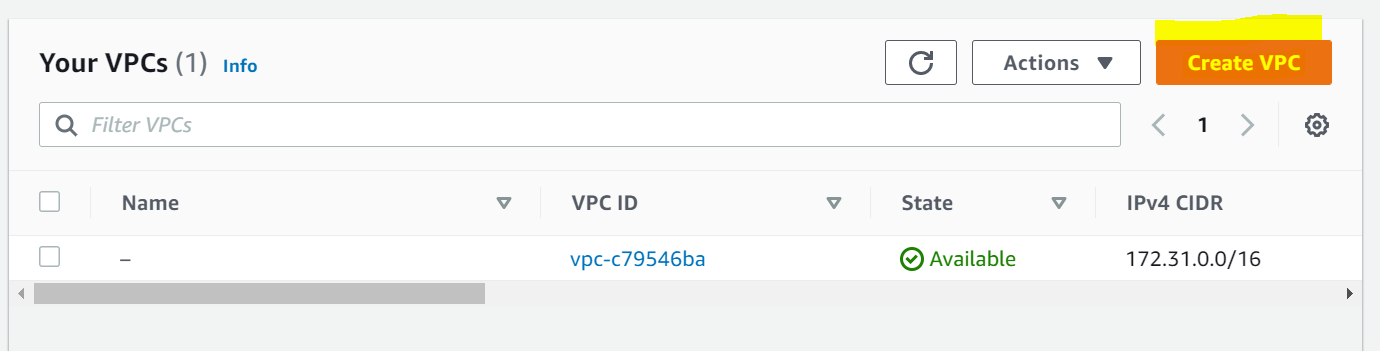 Your VPCs (1) Info Actions Create VPC
Filter VPCs 1
Name VPC ID State IPv4 CIDR
– vpc-c79546ba Available 172.31.0.0/16